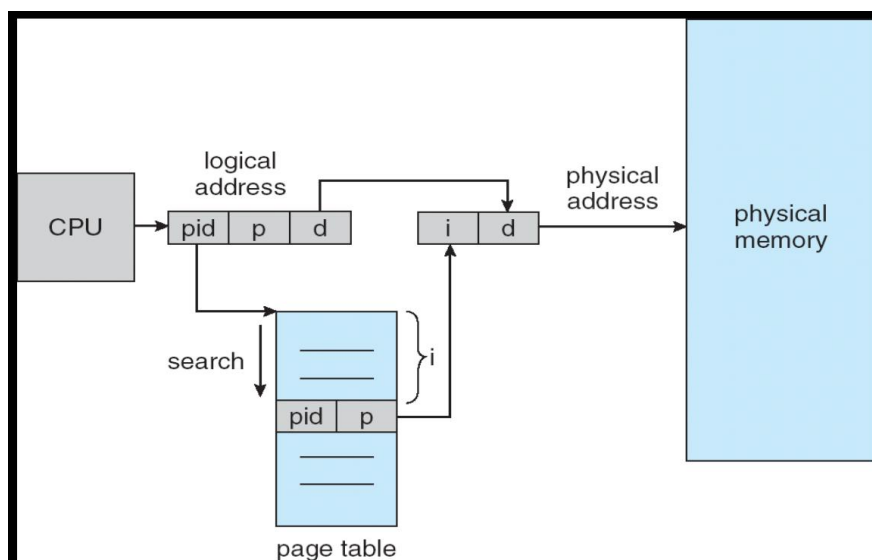 logical
address
physical
address
CPU
pid p d
i d
physical
memory
search
i
pid p
page table